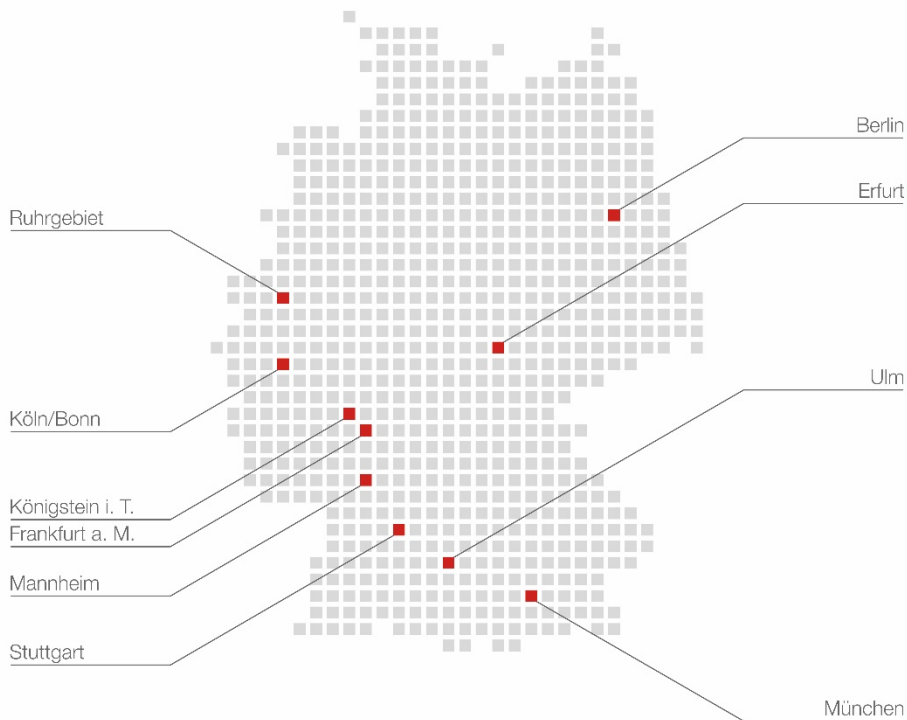 Berlin
Erfurt
Ruhrgebiet
Ulm
Köln/Bonn
Königstein i. T.
Frankfurt a. M.
Mannheim
Stuttgart
München